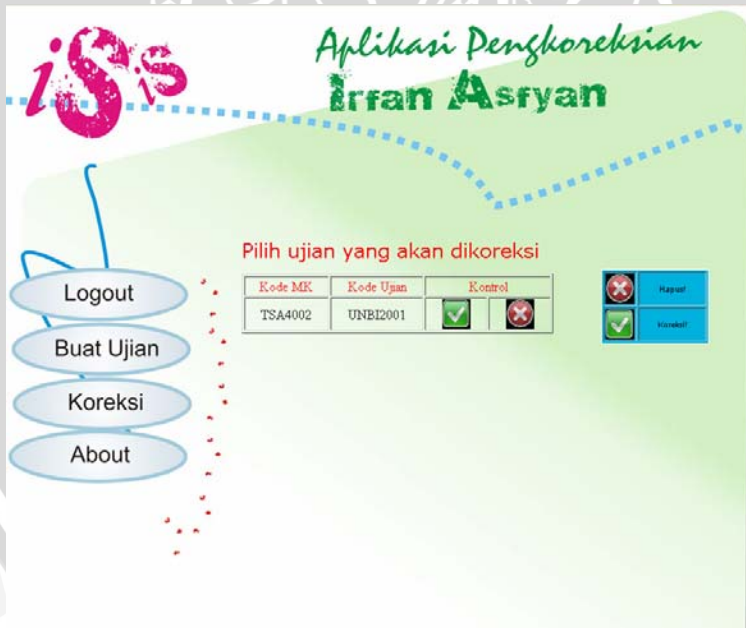 iSis
Aplikasi Pengkoreksian
Irfan Asfyan
Pilih ujian yang akan dikoreksi
Kode MK Kode Ujian Kontrol
TSA4002 UNBI2001
Hapus!
Koreksi!
Logout
Buat Ujian
Koreksi
About